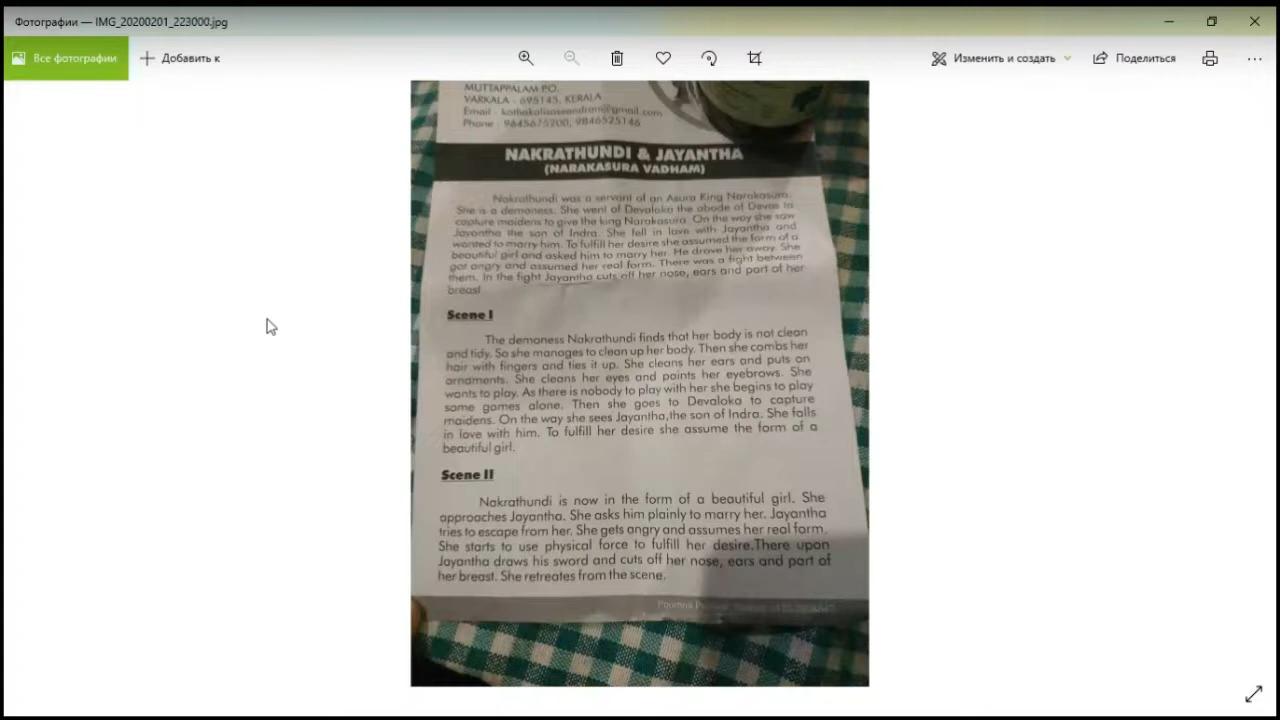 Фотографии — IMG_20200201_223000.jpg
Все фотографии
Добавить к
Изменить и создать
Поделиться
MUTTAPPALAM P.O.
VARKALA - 695145, KERALA
Email - kathakalisaseendran@gmail.com
Phone - 9645675200, 9846525146
NAKRATHUNDI & JAYANTHA
(NARAKASURA VADHAM)
Nakrathundi was a servant of an Asura King Narakasura.
She is a demoness. She went of Devaloka the abode of Devas to
capture maidens to give the king Narakasura. On the way she saw
Jayantha the son of Indra. She fell in love with Jayantha and
wanted to marry him. To fulfill her desire she assumed the form of a
beautiful girl and asked him to marry her. He drove her away. She
got angry and assumed her real form. There was a fight between
them. In the fight Jayantha cuts off her nose, ears and part of her
breast
Scene I
The demoness Nakrathundi finds that her body is not clean
and tidy. So she manages to clean up her body. Then she combs her
hair with fingers and ties it up. She cleans her ears and puts on
ornaments. She cleans her eyes and paints her eyebrows. She
wants to play. As there is nobody to play with her she begins to play
some games alone. Then she goes to Devaloka to capture
maidens. On the way she sees Jayantha,the son of Indra. She falls
in love with him. To fulfill her desire she assume the form of a
beautiful girl.
Scene II
Nakrathundi is now in the form of a beautiful girl. She
approaches Jayantha. She asks him plainly to marry her. Jayantha
tries to escape from her. She gets angry and assumes her real form.
She starts to use physical force to fulfill her desire.There upon
Jayantha draws his sword and cuts off her nose, ears and part of
her breast. She retreates from the scene.